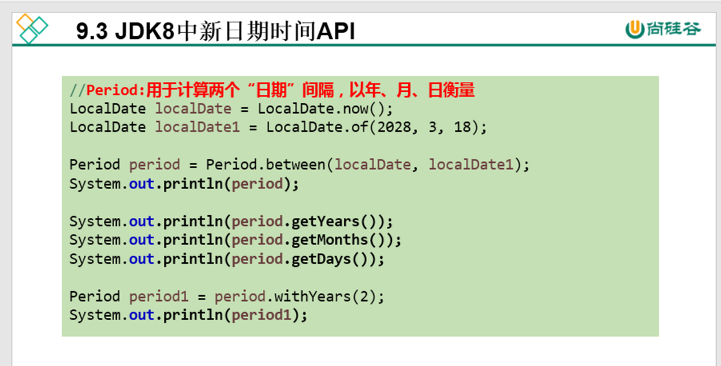 9.3 JDK8中新日期时间API
尚硅谷
//Period:用于计算两个“日期”间隔，以年、月、日衡量
LocalDate localDate = LocalDate.now();
LocalDate localDate1 = LocalDate.of(2028, 3, 18);
Period period = Period.between(localDate, localDate1);
System.out.println(period);
System.out.println(period.getYears());
System.out.println(period.getMonths());
System.out.println(period.getDays());
Period period1 = period.withYears(2);
System.out.println(period1);